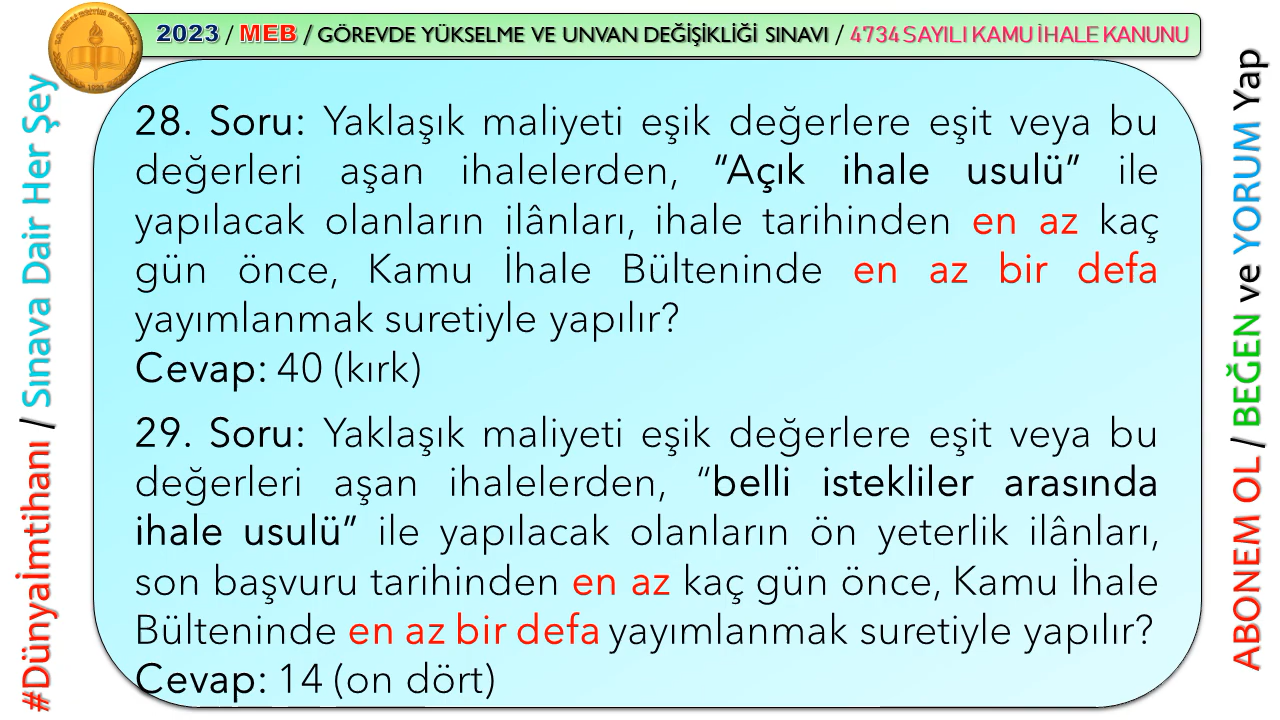 2023 / MEB / GÖREVDE YÜKSELME VE UNVAN DEĞİŞİKLİĞİ SINAVI / 4734 SAYILI KAMU İHALE KANUNU
#Dünyaİmtihanı / Sınava Dair Her Şey
28. Soru: Yaklaşık maliyeti eşik değerlere eşit veya bu
değerleri aşan ihalelerden, “Açık ihale usulü” ile
yapılacak olanların ilânları, ihale tarihinden en az kaç
gün önce, Kamu İhale Bülteninde en az bir defa
yayımlanmak suretiyle yapılır?
Cevap: 40 (kırk)
29. Soru: Yaklaşık maliyeti eşik değerlere eşit veya bu
değerleri aşan ihalelerden, “belli istekliler arasında
ihale usulü” ile yapılacak olanların ön yeterlik ilânları,
son başvuru tarihinden en az kaç gün önce, Kamu İhale
Bülteninde en az bir defa yayımlanmak suretiyle yapılır?
Cevap: 14 (on dört)
ABONEM OL / BEĞEN ve YORUM Yap